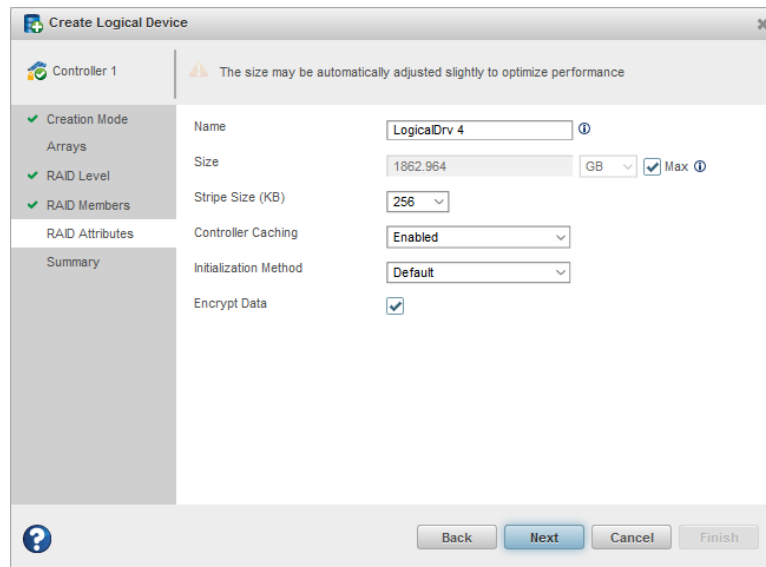 Create Logical Device
Controller 1
The size may be automatically adjusted slightly to optimize performance
Creation Mode
Arrays
RAID Level
RAID Members
RAID Attributes
Summary
Name
LogicalDrv 4
Size
1862.964 GB Max
Stripe Size (KB)
256
Controller Caching
Enabled
Initialization Method
Default
Encrypt Data
Back Next Cancel Finish